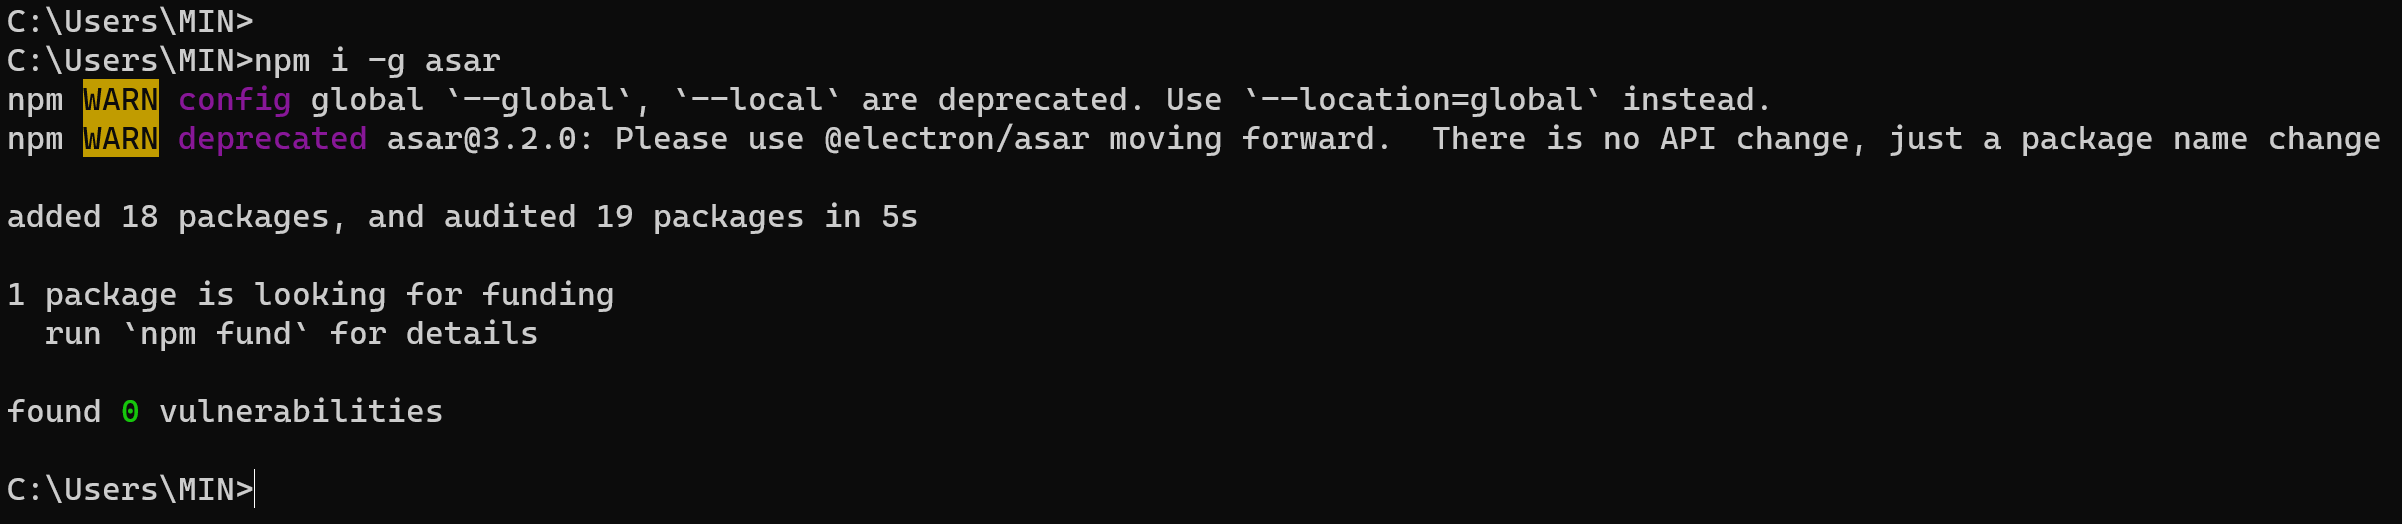 C:\Users\MIN>
C:\Users\MIN>npm i -g asar
npm WARN config global `--global`, `--local` are deprecated. Use `--location=global` instead.
npm WARN deprecated asar@3.2.0: Please use @electron/asar moving forward.  There is no API change, just a package name change
added 18 packages, and audited 19 packages in 5s
1 package is looking for funding
  run `npm fund` for details
found 0 vulnerabilities
C:\Users\MIN>